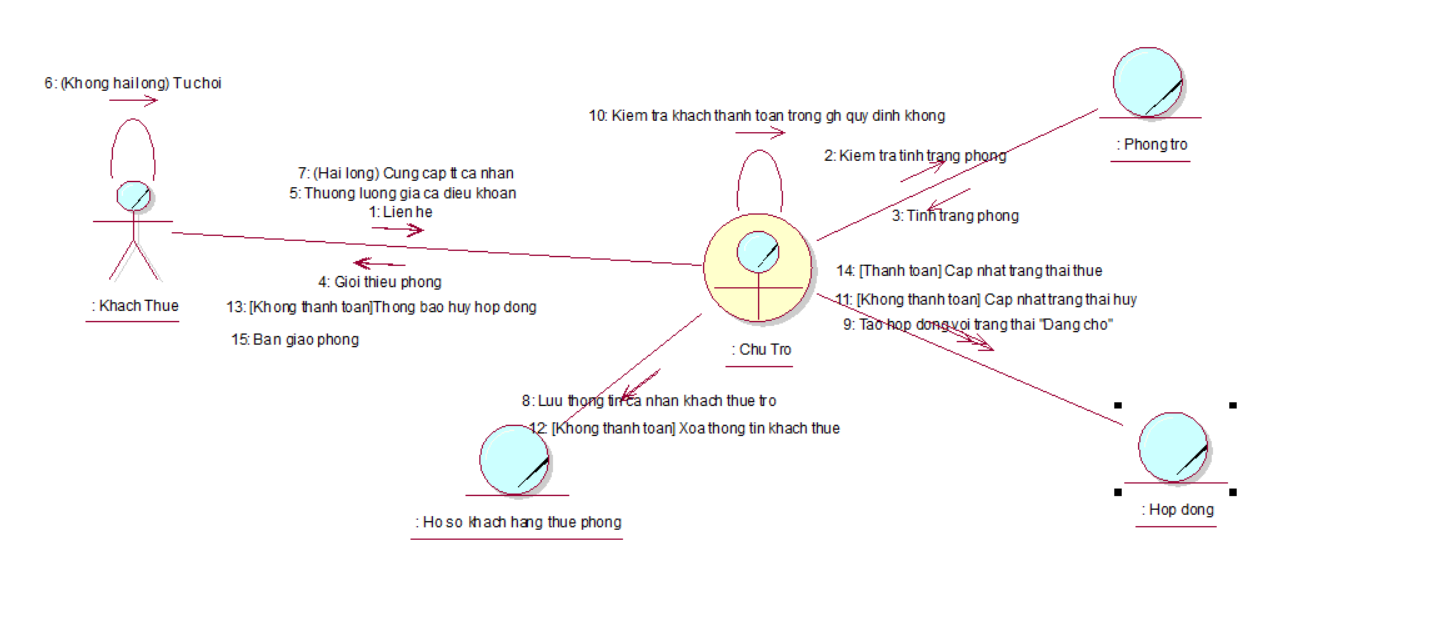 6: (Khong hai long) Tu choi
10: Kiem tra khach thanh toan trong gh quy dinh khong
: Phong tro
2: Kiem tra tinh trang phong
7: (Hai long) Cung cap tt ca nhan
5: Thuong luong gia ca dieu khoan
1: Lien he
3: Tinh trang phong
4: Gioi thieu phong
14: [Thanh toan] Cap nhat trang thai thue
: Khach Thue
13: [Khong thanh toan]Thong bao huy hop dong
11: [Khong thanh toan] Cap nhat trang thai huy
9: Tao hop dong voi trang thai "Dang cho"
15: Ban giao phong
: Chu Tro
8: Luu thong tin ca nhan khach thue tro
12: [Khong thanh toan] Xoa thong tin khach thue
: Hop dong
: Ho so khach hang thue phong